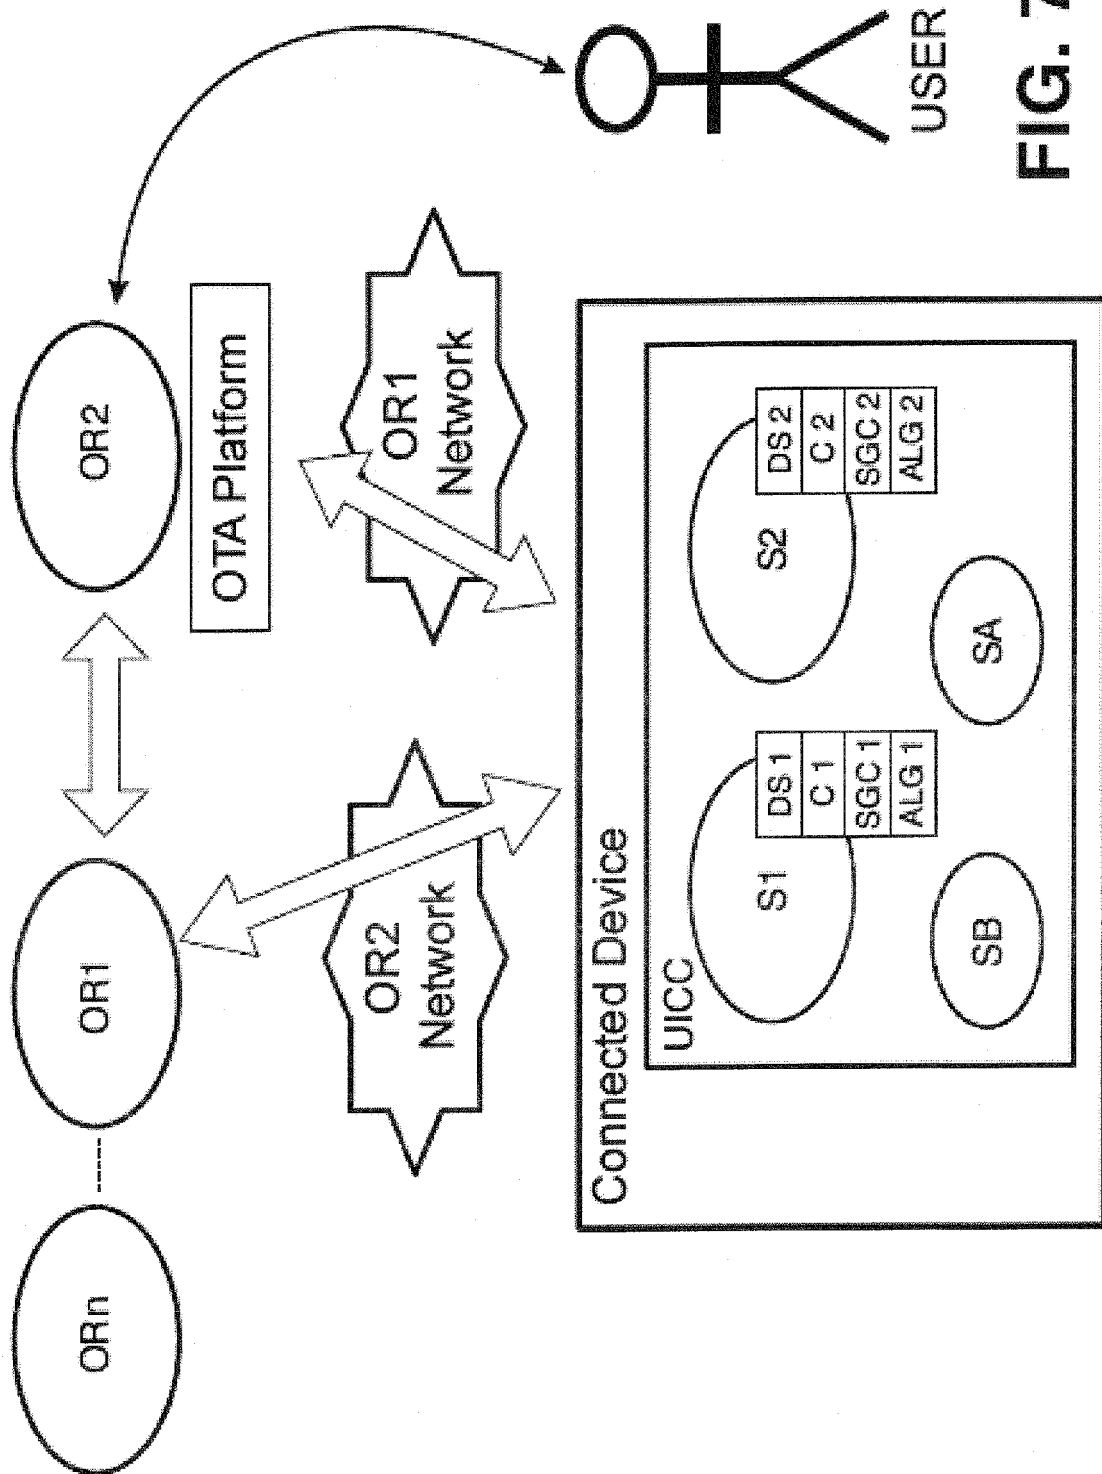 ORn
OR1
OR2
OTA Platform
OR2
Network
OR1
Network
Connected Device
UICC
S1
DS 1
C 1
SGC 1
ALG 1
S2
DS 2
C 2
SGC 2
ALG 2
SB
SA
USER
FIG. 7